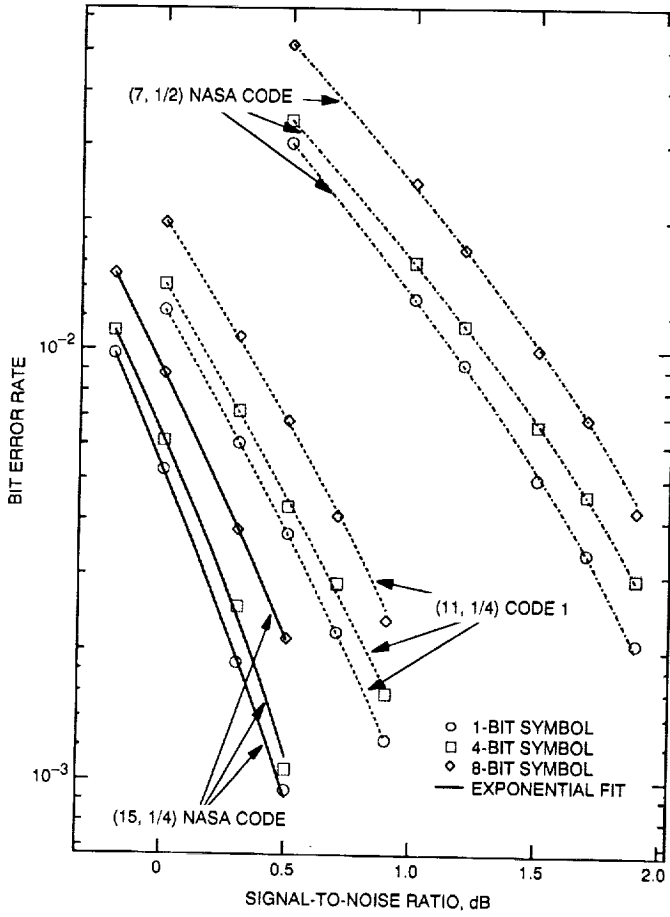 (7, 1/2) NASA CODE
BIT ERROR RATE
10⁻²
10⁻³
(11, 1/4) CODE 1
1-BIT SYMBOL
4-BIT SYMBOL
8-BIT SYMBOL
EXPONENTIAL FIT
(15, 1/4) NASA CODE
0
0.5
1.0
1.5
2.0
SIGNAL-TO-NOISE RATIO, dB